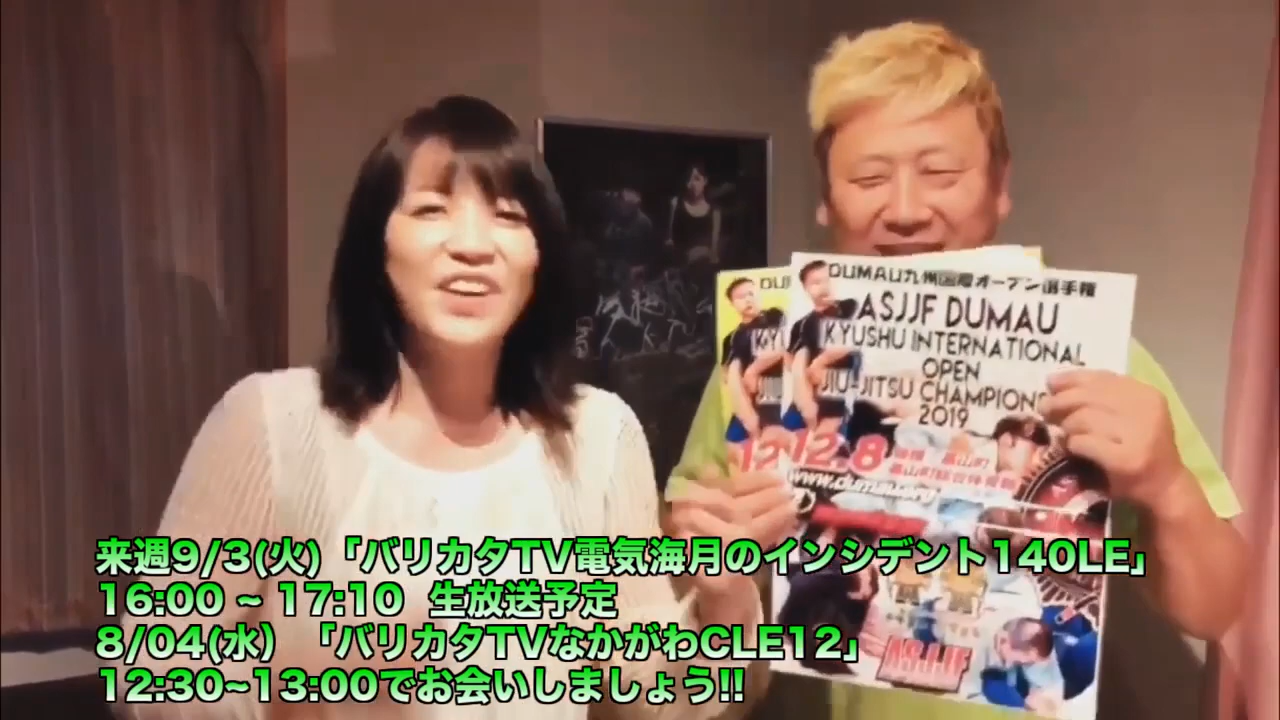 DUMAU九州国際オープン選手権
ASJJF DUMAU
KYUSHU INTERNATIONAL
OPEN
JIU-JITSU CHAMPIONS
2019
12.8
www.dumau.org
ASJJF
来週9/3(火)「バリカタTV電気海月のインシデント140LE」
16:00 ~ 17:10 生放送予定
8/04(水) 「バリカタTVなかがわCLE12」
12:30~13:00でお会いしましょう!!